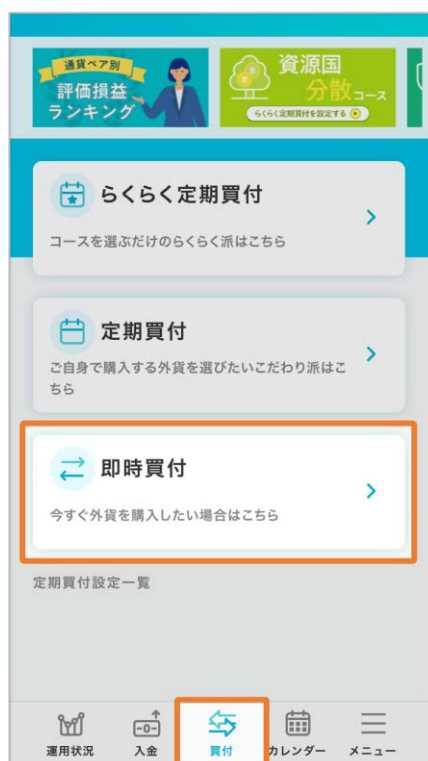 通貨ペア別
評価損益
ランキング
資源国
分散コース
らくらく定期買付を設定する
らくらく定期買付
コースを選ぶだけのらくらく派はこちら
定期買付
ご自身で購入する外貨を選びたいこだわり派はこ
ちら
即時買付
今すぐ外貨を購入したい場合はこちら
定期買付設定一覧
運用状況 入金 買付 カレンダー メニュー